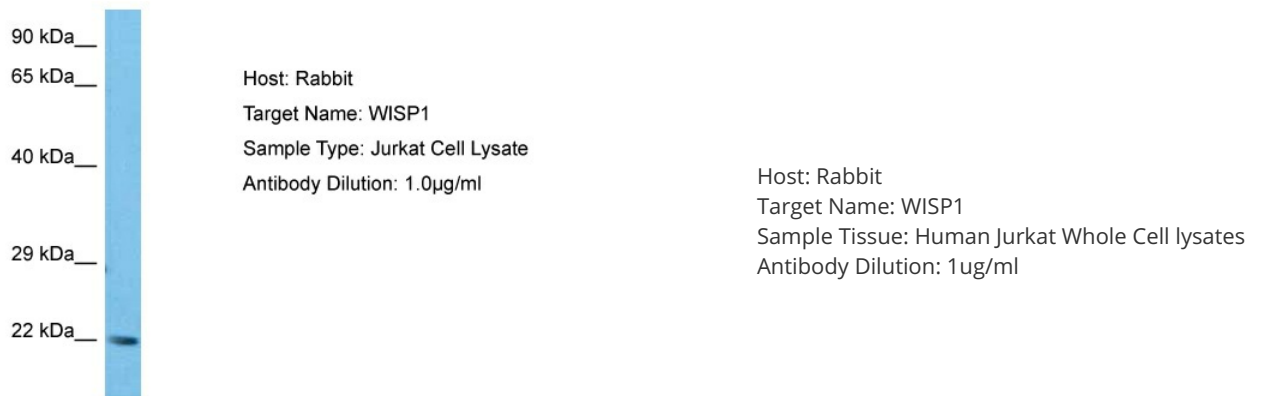 90 kDa__
65 kDa__
40 kDa__
29 kDa__
22 kDa__
Host: Rabbit
Target Name: WISP1
Sample Type: Jurkat Cell Lysate
Antibody Dilution: 1.0µg/ml
Host: Rabbit
Target Name: WISP1
Sample Tissue: Human Jurkat Whole Cell lysates
Antibody Dilution: 1ug/ml